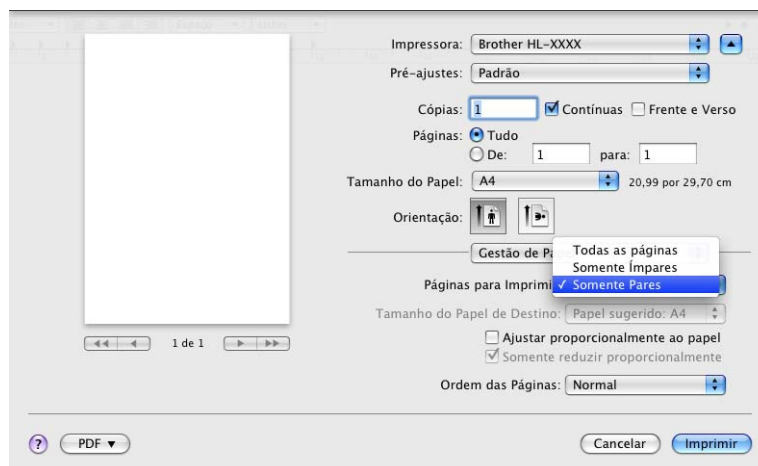 Impressora: Brother HL-XXXX
Pré-ajustes: Padrão
Cópias: 1 Contínuas Frente e Verso
Páginas: Tudo
De: 1 para: 1
Tamanho do Papel: A4 20,99 por 29,70 cm
Orientação:
Gestão de
Todas as páginas
Somente Ímpares
Páginas para Somente Pares
Tamanho do Papel de Destino: Papel sugerido: A4
Ajustar proporcionalmente ao papel
1 de 1
Somente reduzir proporcionalmente
Ordem das Páginas: Normal
? PDF Cancelar Imprimir